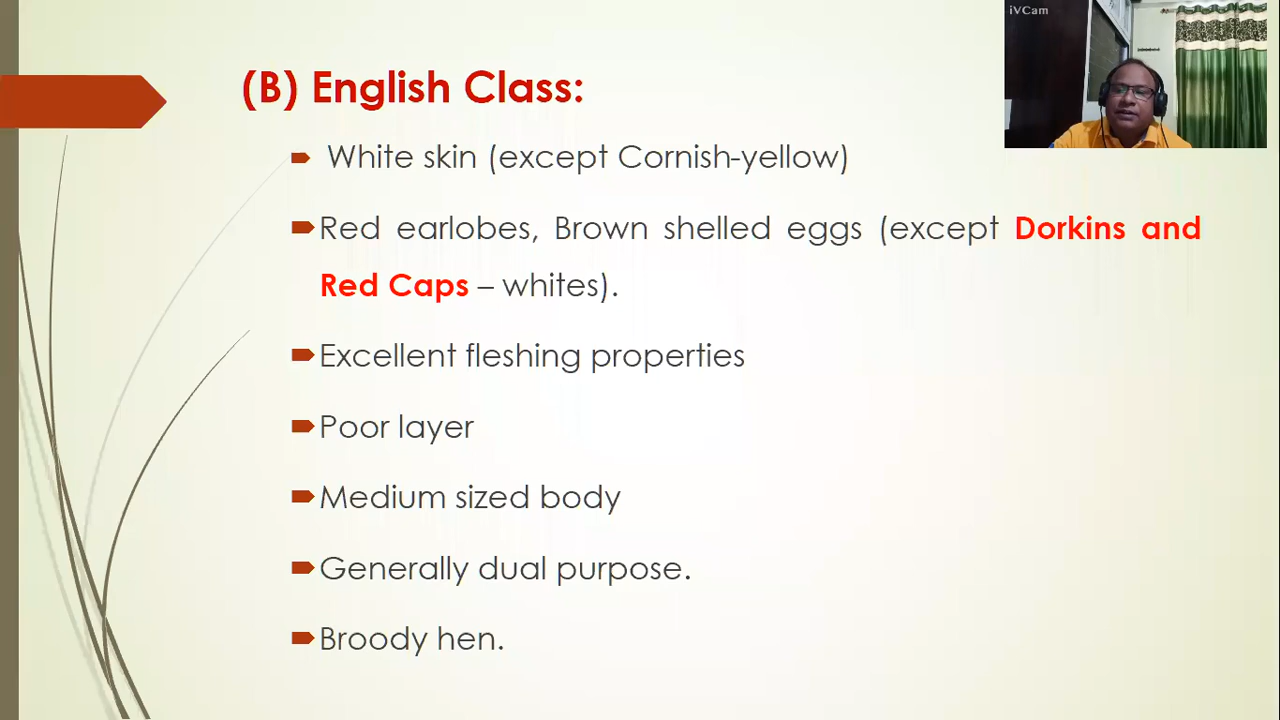 iVCam
(B) English Class:
White skin (except Cornish-yellow)
Red earlobes, Brown shelled eggs (except Dorkins and
Red Caps – whites).
Excellent fleshing properties
Poor layer
Medium sized body
Generally dual purpose.
Broody hen.